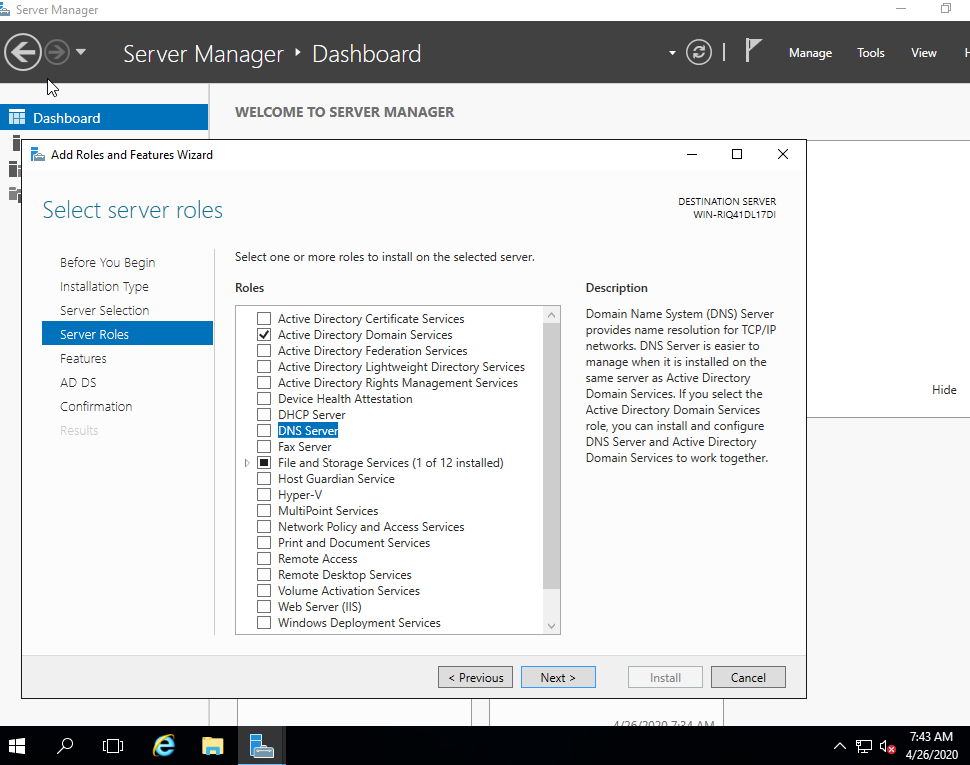 Server Manager
Server Manager ‣ Dashboard
Manage Tools View H
Dashboard
WELCOME TO SERVER MANAGER
Add Roles and Features Wizard
Select server roles
DESTINATION SERVER
WIN-RIQ41DL17DI
Before You Begin
Installation Type
Server Selection
Server Roles
Features
AD DS
Confirmation
Results
Select one or more roles to install on the selected server.
Roles
Active Directory Certificate Services
Active Directory Domain Services
Active Directory Federation Services
Active Directory Lightweight Directory Services
Active Directory Rights Management Services
Device Health Attestation
DHCP Server
DNS Server
Fax Server
File and Storage Services (1 of 12 installed)
Host Guardian Service
Hyper-V
MultiPoint Services
Network Policy and Access Services
Print and Document Services
Remote Access
Remote Desktop Services
Volume Activation Services
Web Server (IIS)
Windows Deployment Services
Description
Domain Name System (DNS) Server
provides name resolution for TCP/IP
networks. DNS Server is easier to
manage when it is installed on the
same server as Active Directory
Domain Services. If you select the
Active Directory Domain Services
role, you can install and configure
DNS Server and Active Directory
Domain Services to work together.
Hide
< Previous
Next >
Install
Cancel
4/26/2020 7:34 AM
7:43 AM
4/26/2020